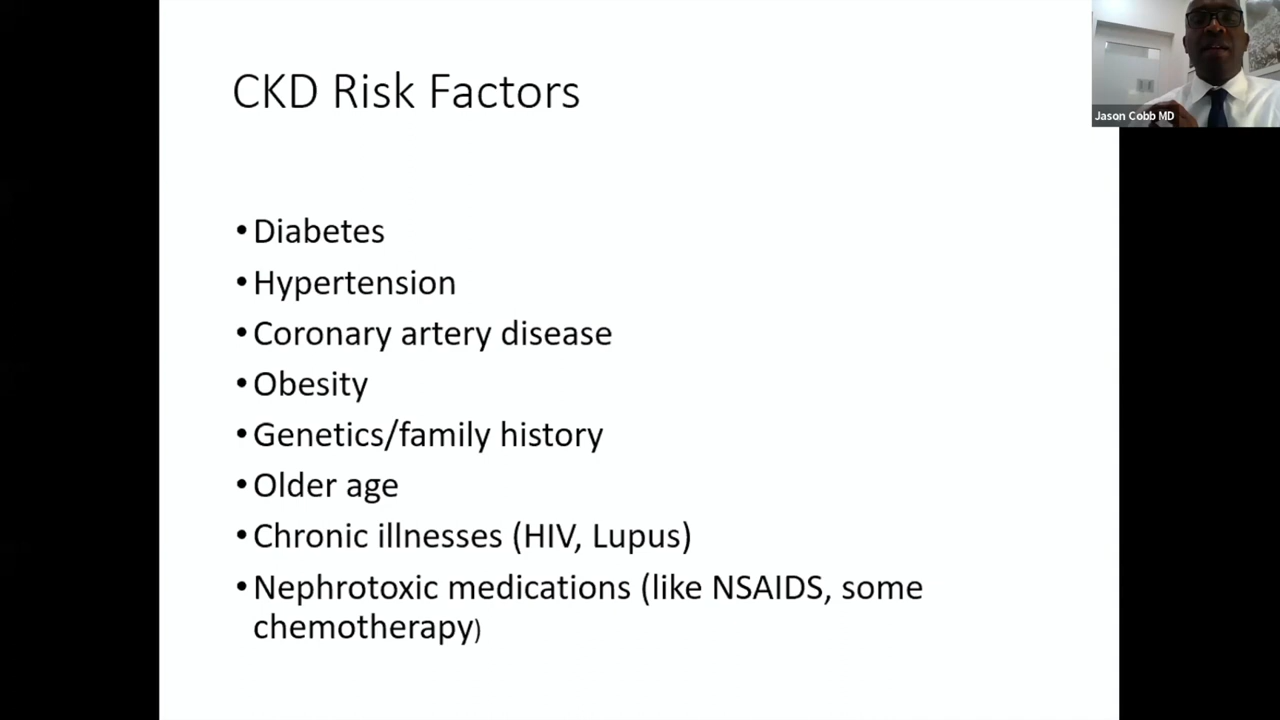 CKD Risk Factors
Jason Cobb MD
•Diabetes
•Hypertension
•Coronary artery disease
•Obesity
•Genetics/family history
•Older age
•Chronic illnesses (HIV, Lupus)
•Nephrotoxic medications (like NSAIDS, some
chemotherapy)